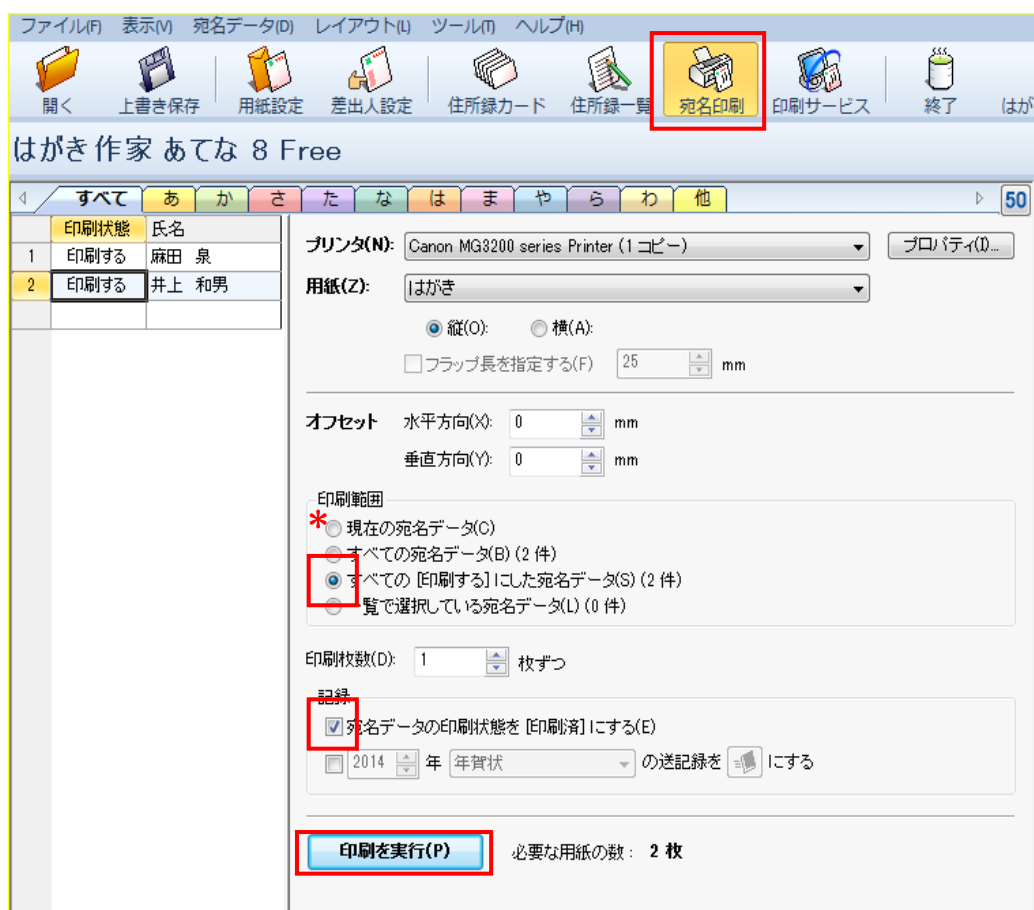 ファイル(F) 表示(V) 宛名データ(D) レイアウト(L) ツール(T) ヘルプ(H)
開く 上書き保存 用紙設定 差出人設定 住所録カード 住所録一覧 宛名印刷 印刷サービス 終了 (はが
はがき作家 あてな 8 Free
すべて あ か さ た な は ま や ら わ 他 50
印刷状態 氏名
1 印刷する 麻田 泉
2 印刷する 井上 和男
プリンタ(N): Canon MG3200 series Printer (1 コピー) プロパティ(I)...
用紙(Z): はがき
縦(O): 横(A):
フラップ長を指定する(F) 25 mm
オフセット 水平方向(X): 0 mm
垂直方向(Y): 0 mm
印刷範囲
*現在の宛名データ(C)
すべての宛名データ(B) (2 件)
すべての [印刷する] にした宛名データ(S) (2 件)
一覧で選択している宛名データ(L) (0 件)
印刷枚数(D): 1 枚ずつ
記録
宛名データの印刷状態を [印刷済] にする(E)
2014 年 年賀状 の送記録を にする
印刷を実行(P) 必要な用紙の数 : 2 枚